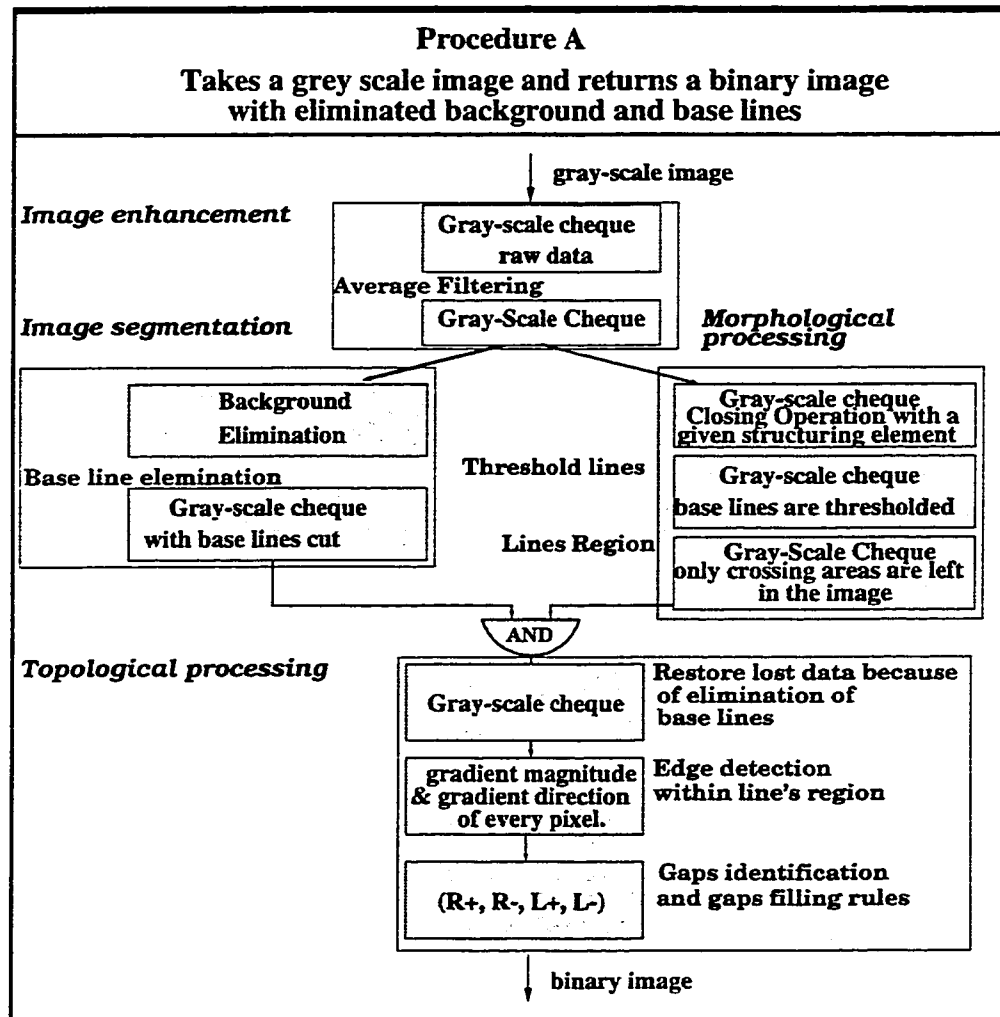 Procedure A
Takes a grey scale image and returns a binary image
with eliminated background and base lines
gray-scale image
Image enhancement
Gray-scale cheque
raw data
Average Filtering
Image segmentation
Gray-Scale Cheque
Morphological
processing
Background
Elimination
Base line elemination
Gray-scale cheque
with base lines cut
Gray-scale cheque
Closing Operation with a
given structuring element
Threshold lines
Gray-scale cheque
base lines are thresholded
Lines Region
Gray-Scale Cheque
only crossing areas are left
in the image
AND
Topological processing
Gray-scale cheque
Restore lost data because
of elimination of
base lines
gradient magnitude
& gradient direction
of every pixel.
Edge detection
within line's region
(R+, R-, L+, L-)
Gaps identification
and gaps filling rules
binary image